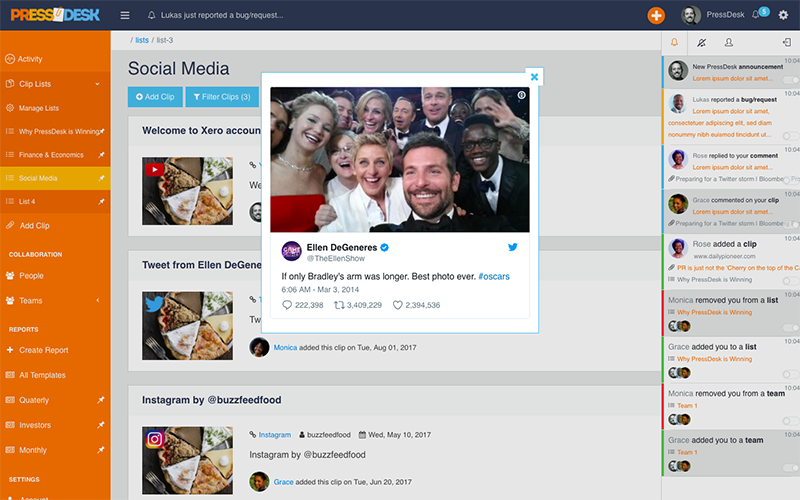 PRESSDESK
Lukas just reported a bug/request...
PressDesk
5
/ lists / list-3
Activity
Clip Lists
Manage Lists
Why PressDesk is Winning
Finance & Economics
Social Media
List 4
Add Clip
COLLABORATION
People
Teams
REPORTS
Create Report
All Templates
Quaterly
Investors
Monthly
SETTINGS
Account
Social Media
Add Clip
Filter Clips (3)
Welcome to Xero accoun
We
Tweet from Ellen DeGene
Tw
Monica added this clip on Tue, Aug 01, 2017
Instagram by @buzzfeedfood
Instagram buzzfeedfood Wed, May 10, 2017
Instagram by @buzzfeedfood
Grace added this clip on Tue, Jun 20, 2017
Ellen DeGeneres
@TheEllenShow
If only Bradley's arm was longer. Best photo ever. #oscars
6:06 AM - Mar 3, 2014
222,398 3,409,229 2,394,536
10:04
New PressDesk announcement
Lorem ipsum dolor sit amet...
10:04
Lukas reported a bug/request
Lorem ipsum dolor sit amet,
consectetuer adipiscing elit, sed diam
nonummy nibh euismod tincidunt ut...
10:04
Rose replied to your comment
Lorem ipsum dolor sit amet...
Preparing for a Twitter storm | Bloombe
10:04
Grace commented on your clip
Lorem ipsum dolor sit amet...
Preparing for a Twitter storm | Bloom
10:04
Rose added a clip
www.dailypioneer.com
PR is just not the 'Cherry on the top of the Ca
Why PressDesk is Winning
10:04
Monica removed you from a list
Why PressDesk is Winning
10:04
Grace added you to a list
Why PressDesk is Winning
10:04
Monica removed you from a team
Team 1
10:04
Grace added you to a team
Team 1